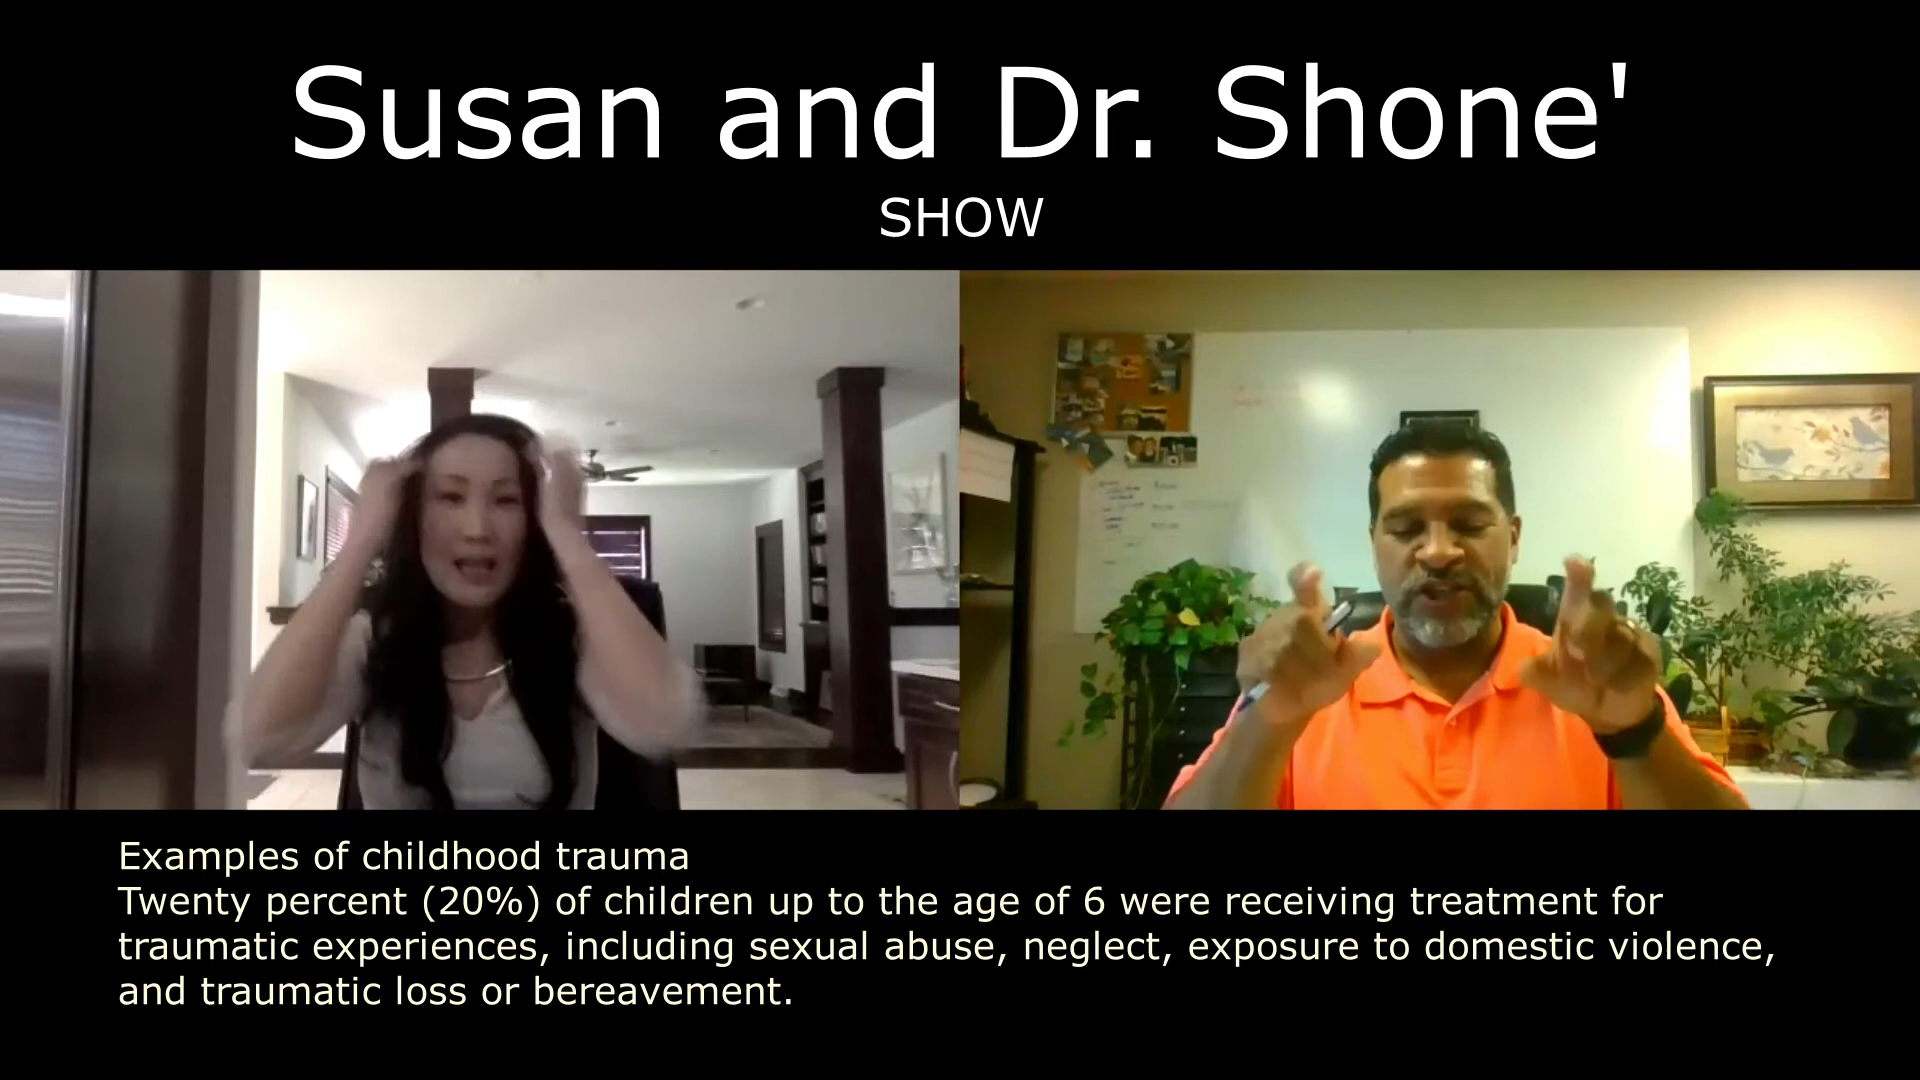 Susan and Dr. Shone'
SHOW
Examples of childhood trauma
Twenty percent (20%) of children up to the age of 6 were receiving treatment for
traumatic experiences, including sexual abuse, neglect, exposure to domestic violence,
and traumatic loss or bereavement.